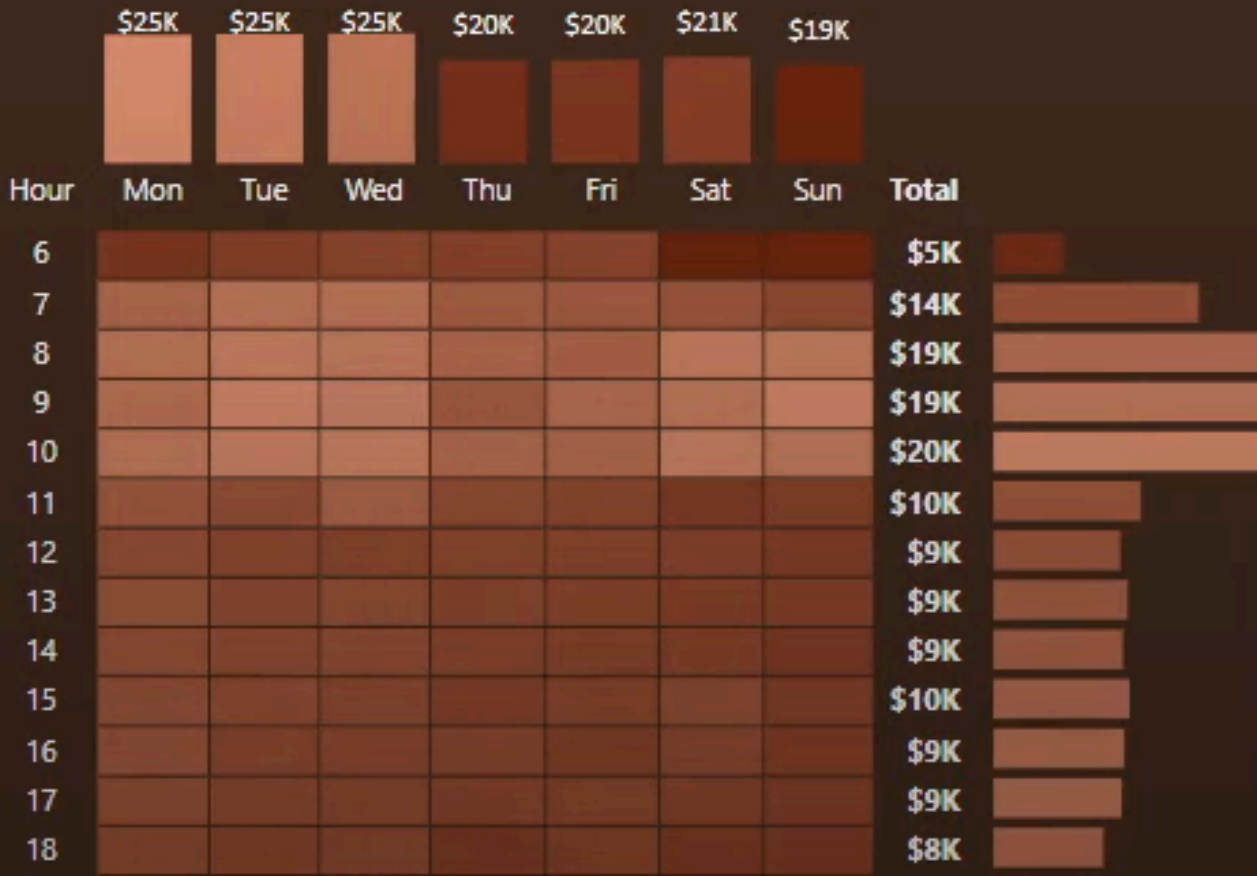 $25K $25K $25K $20K $20K $21K $19K
Hour Mon Tue Wed Thu Fri Sat Sun Total
6 $5K
7 $14K
8 $19K
9 $19K
10 $20K
11 $10K
12 $9K
13 $9K
14 $9K
15 $10K
16 $9K
17 $9K
18 $8K